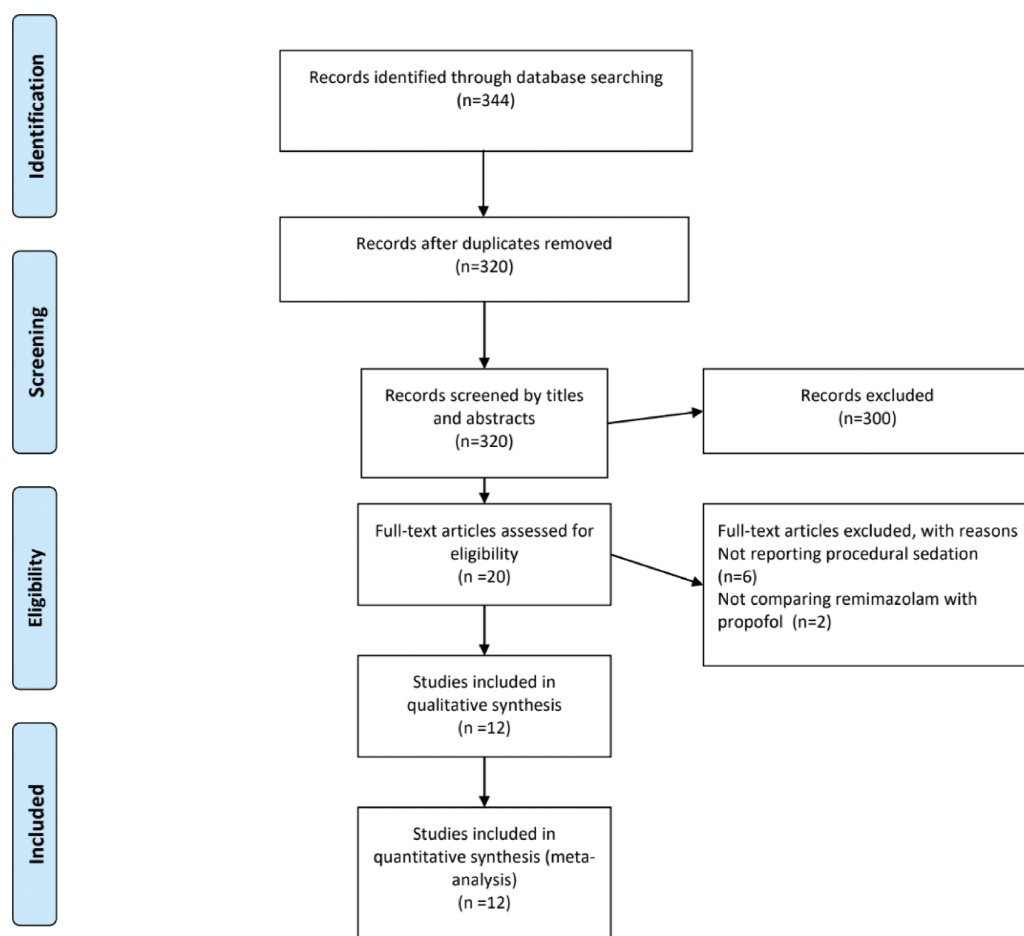 Identification
Records identified through database searching
(n=344)
Records after duplicates removed
(n=320)
Screening
Records screened by titles
and abstracts
(n=320)
Records excluded
(n=300)
Eligibility
Full-text articles assessed for
eligibility
(n =20)
Full-text articles excluded, with reasons
Not reporting procedural sedation
(n=6)
Not comparing remimazolam with
propofol (n=2)
Studies included in
qualitative synthesis
(n =12)
Included
Studies included in
quantitative synthesis (meta-
analysis)
(n =12)